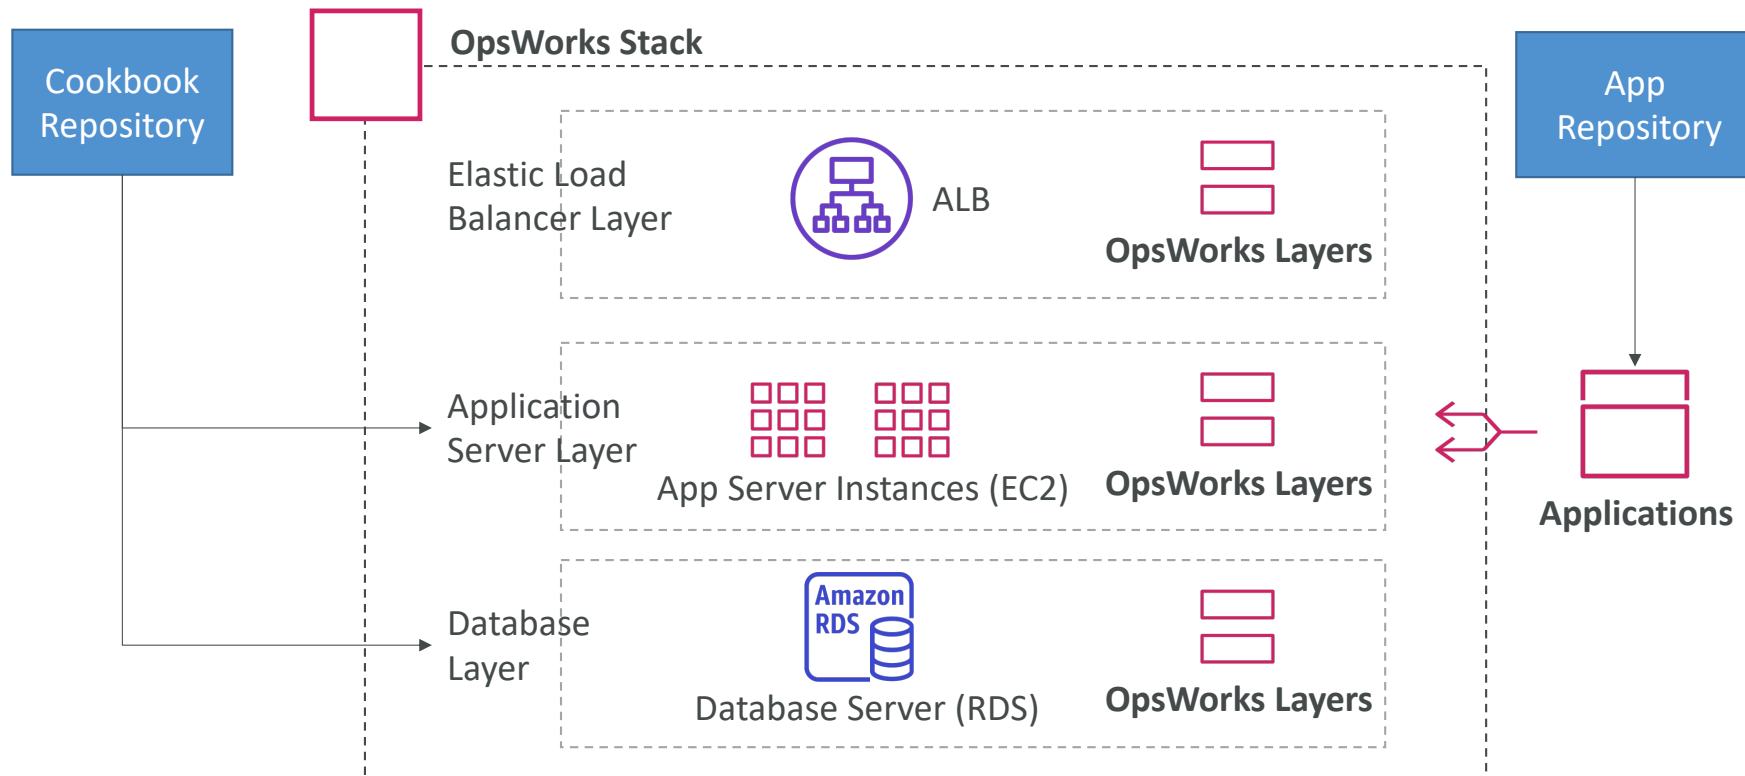 Cookbook
Repository
OpsWorks Stack
App
Repository
Elastic Load
Balancer Layer
ALB
OpsWorks Layers
Application
Server Layer
App Server Instances (EC2)
OpsWorks Layers
Applications
Database
Layer
Amazon
RDS
Database Server (RDS)
OpsWorks Layers